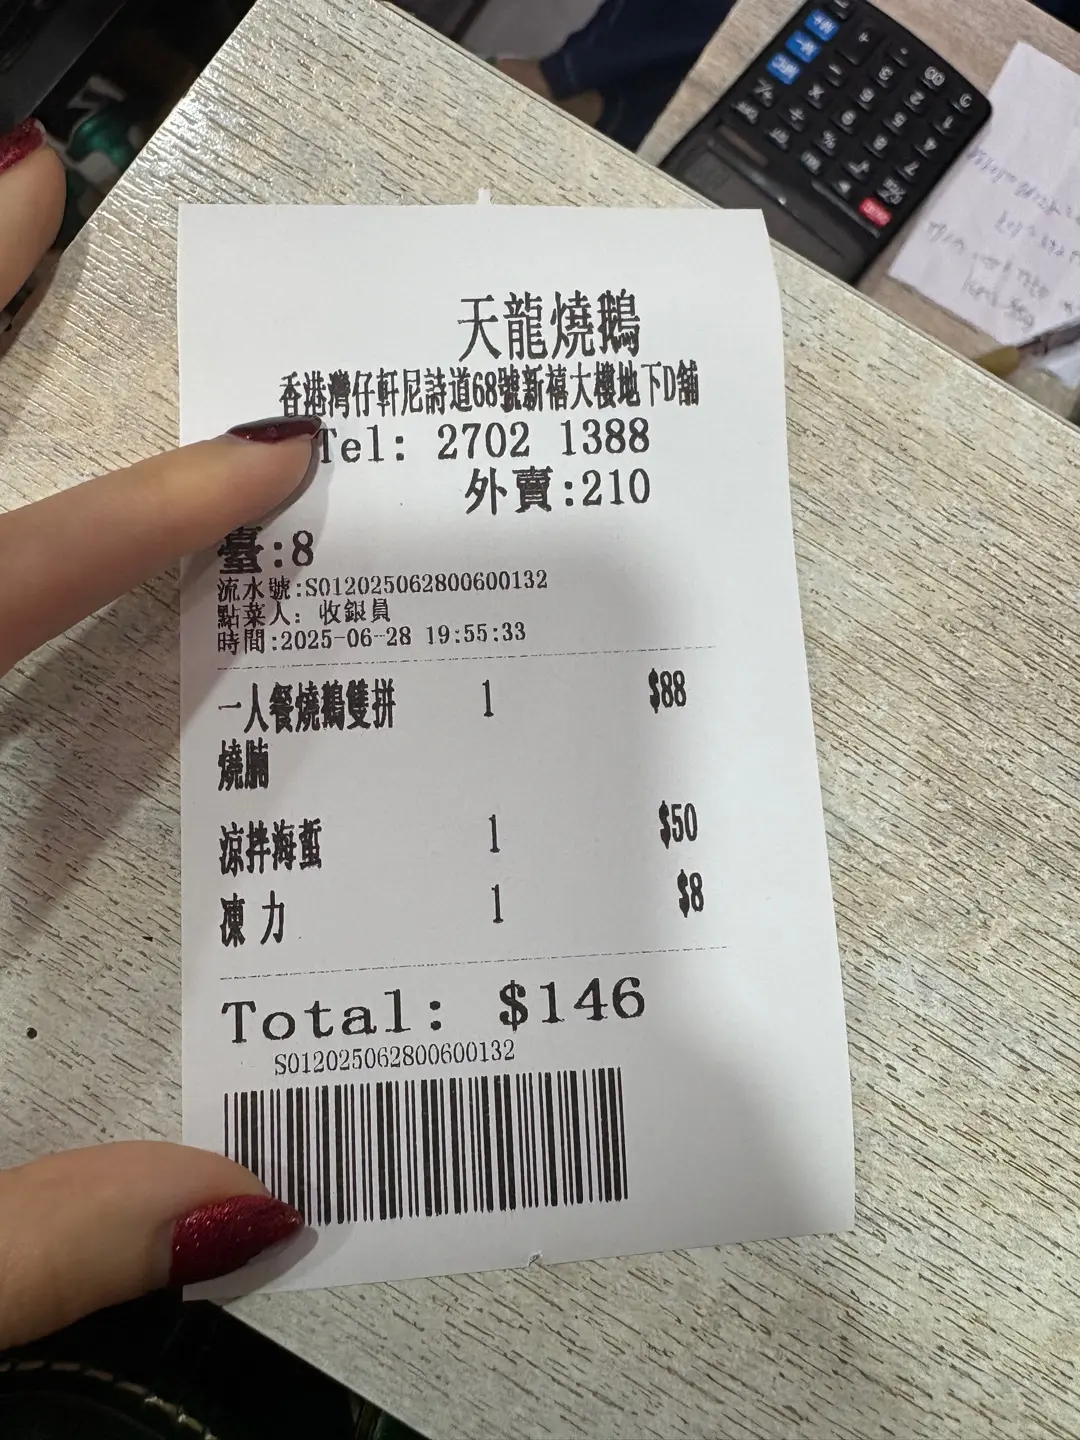 天龍燒鵝
香港灣仔軒尼詩道68號新禧大樓地下D舖
Tel: 2702 1388
外賣:210
臺:8
流水號:S012025062800600132
點菜人: 收銀員
時間:2025-06-28 19:55:33
一人餐燒鵝雙拼 1 $88
燒腩
涼拌海蜇 1 $50
凍 力 1 $8
Total: $146
S012025062800600132